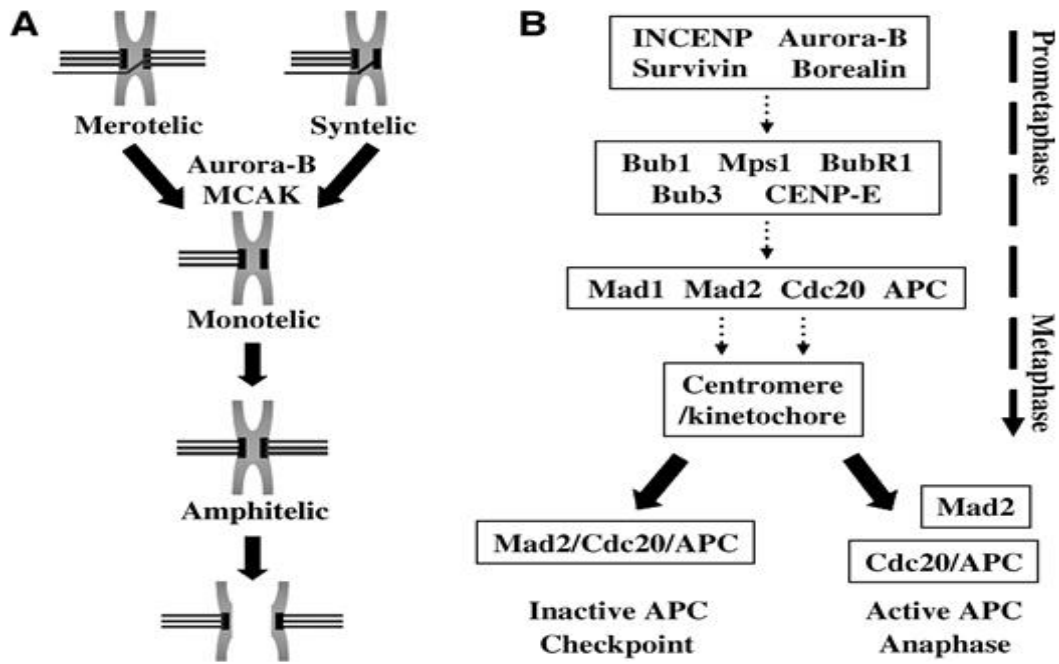 A
Merotelic
Syntelic
Aurora-B
MCAK
Monotelic
Amphitelic
B
INCENP Aurora-B
Survivin Borealin
Bub1 Mps1 BubR1
Bub3 CENP-E
Mad1 Mad2 Cdc20 APC
Centromere
/kinetochore
Mad2/Cdc20/APC
Inactive APC
Checkpoint
Mad2
Cdc20/APC
Active APC
Anaphase
Prometaphase
Metaphase